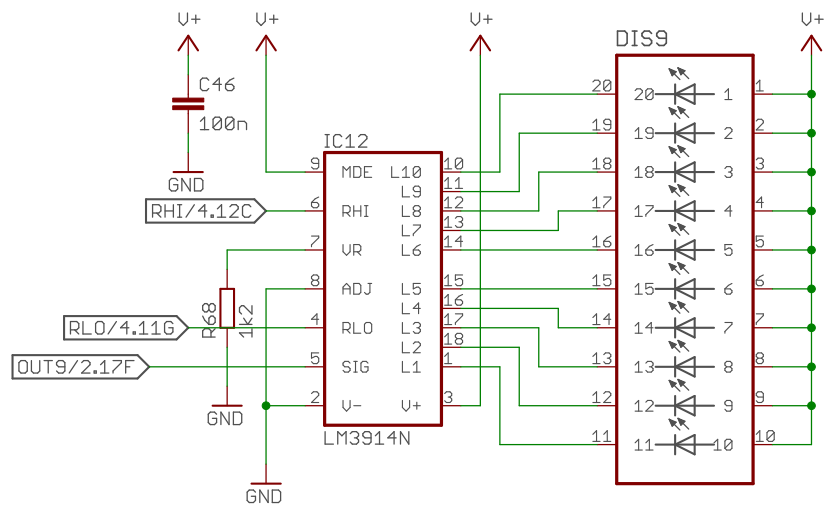 V+
V+
V+
V+
DIS9
C46
100n
GND
IC12
LM3914N
9 MDE
6 RHI
7 VR
8 ADJ
4 RLO
5 SIG
2 V-
L10 10
L9 11
L8 12
L7 13
L6 14
L5 15
L4 16
L3 17
L2 18
L1 1
V+ 3
RHI/4.12C
RLO/4.11G
OUT9/2.17F
R68
1k2
GND
GND
20 20 1 1
19 19 2 2
18 18 3 3
17 17 4 4
16 16 5 5
15 15 6 6
14 14 7 7
13 13 8 8
12 12 9 9
11 11 10 10